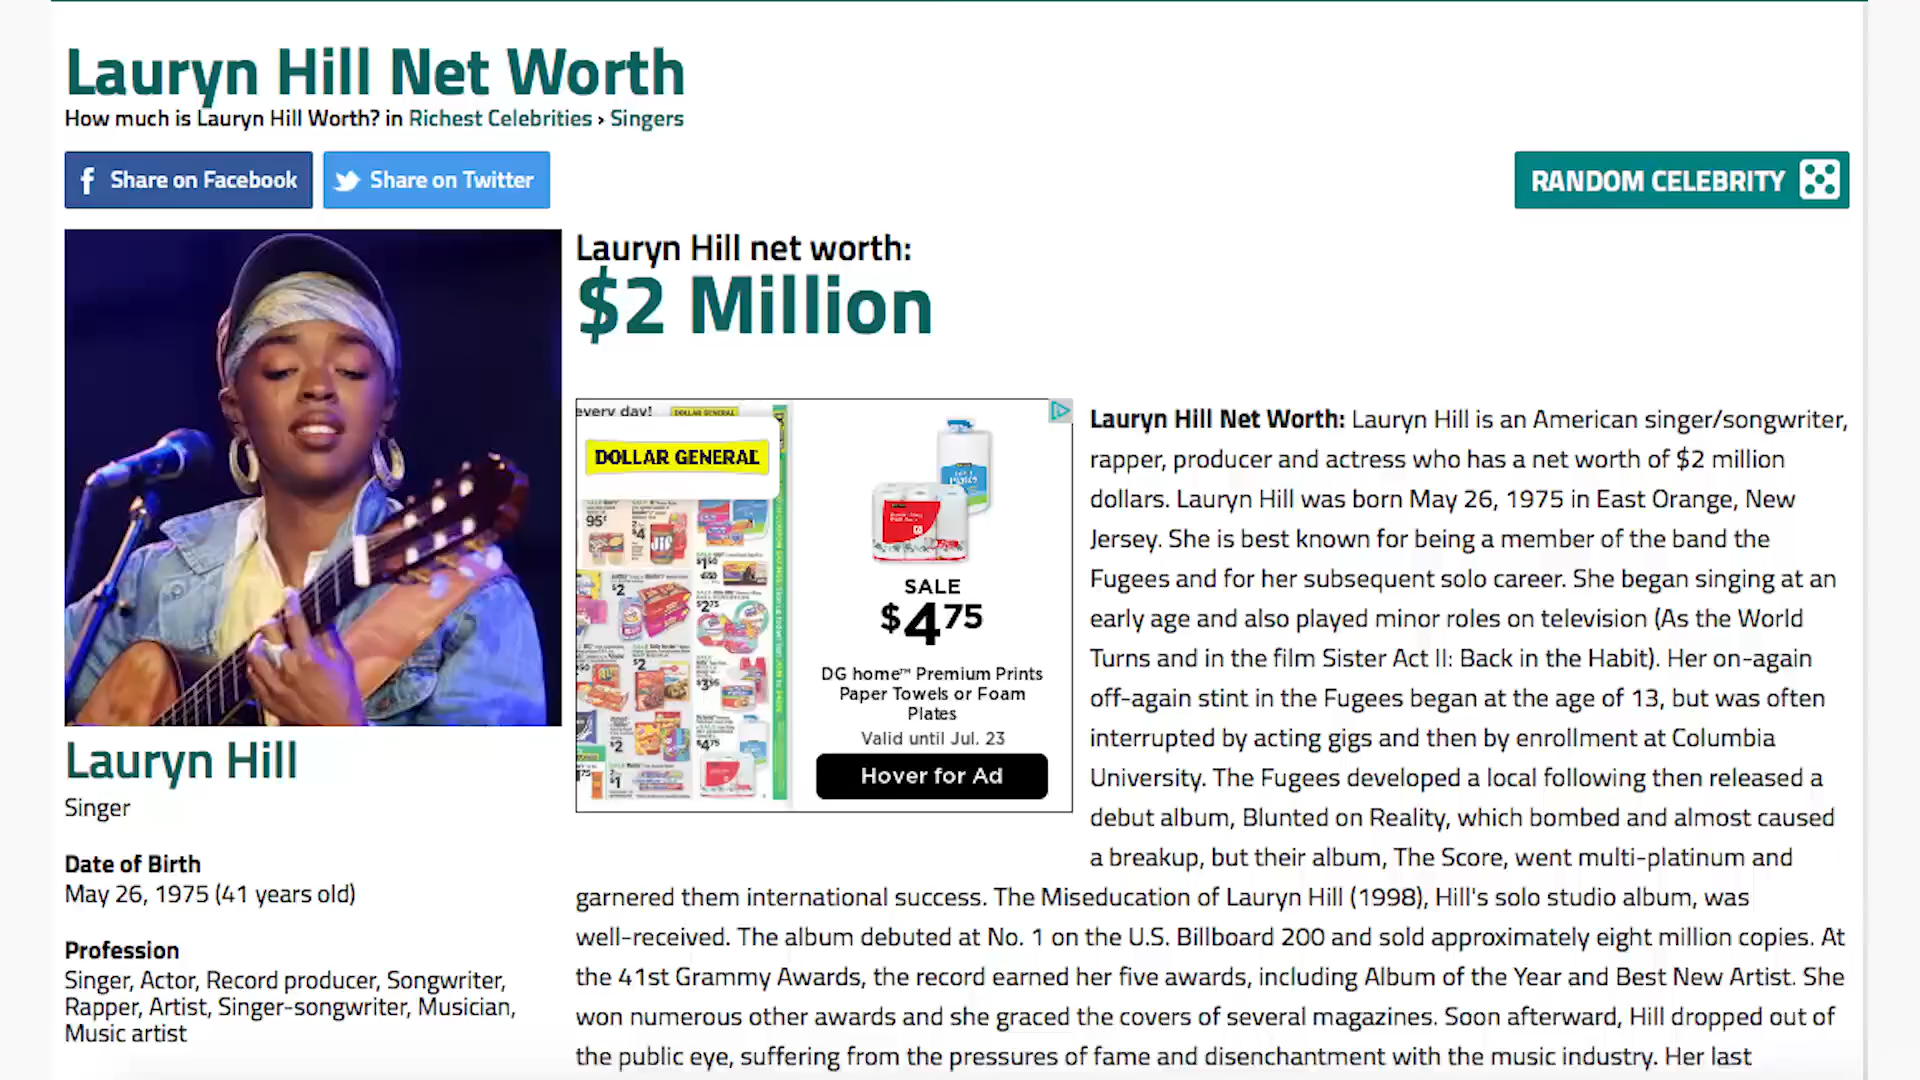 Lauryn Hill Net Worth
How much is Lauryn Hill Worth? in Richest Celebrities › Singers
Share on Facebook
Share on Twitter
RANDOM CELEBRITY
Lauryn Hill net worth:
$2 Million
every day!
DOLLAR GENERAL
DOLLAR GENERAL
95¢
$4
Jif
$2
$2
$2
$1
SALE
$4.75
DG home™ Premium Prints
Paper Towels or Foam
Plates
Valid until Jul. 23
Hover for Ad
Lauryn Hill Net Worth: Lauryn Hill is an American singer/songwriter,
rapper, producer and actress who has a net worth of $2 million
dollars. Lauryn Hill was born May 26, 1975 in East Orange, New
Jersey. She is best known for being a member of the band the
Fugees and for her subsequent solo career. She began singing at an
early age and also played minor roles on television (As the World
Turns and in the film Sister Act II: Back in the Habit). Her on-again
off-again stint in the Fugees began at the age of 13, but was often
interrupted by acting gigs and then by enrollment at Columbia
University. The Fugees developed a local following then released a
debut album, Blunted on Reality, which bombed and almost caused
a breakup, but their album, The Score, went multi-platinum and
garnered them international success. The Miseducation of Lauryn Hill (1998), Hill's solo studio album, was
well-received. The album debuted at No. 1 on the U.S. Billboard 200 and sold approximately eight million copies. At
the 41st Grammy Awards, the record earned her five awards, including Album of the Year and Best New Artist. She
won numerous other awards and she graced the covers of several magazines. Soon afterward, Hill dropped out of
the public eye, suffering from the pressures of fame and disenchantment with the music industry. Her last
Lauryn Hill
Singer
Date of Birth
May 26, 1975 (41 years old)
Profession
Singer, Actor, Record producer, Songwriter,
Rapper, Artist, Singer-songwriter, Musician,
Music artist